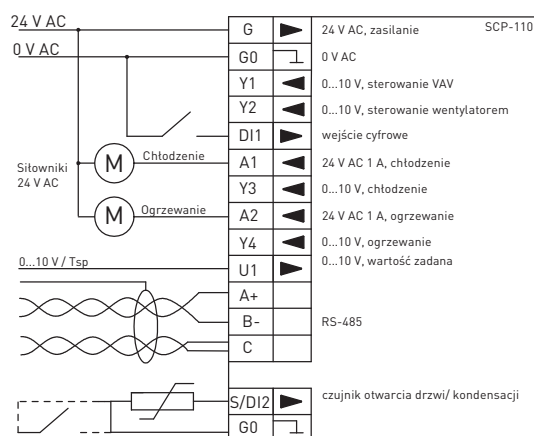 24 V AC
G
24 V AC, zasilanie
SCP-110
0 V AC
G0
0 V AC
Y1
0...10 V, sterowanie VAV
Y2
0...10 V, sterowanie wentylatorem
DI1
wejście cyfrowe
Siłowniki
24 V AC
M
Chłodzenie
A1
24 V AC 1 A, chłodzenie
Y3
0...10 V, chłodzenie
M
Ogrzewanie
A2
24 V AC 1 A, ogrzewanie
Y4
0...10 V, ogrzewanie
0...10 V / Tsp
U1
0...10 V, wartość zadana
A+
B-
RS-485
C
S/DI2
czujnik otwarcia drzwi/ kondensacji
G0